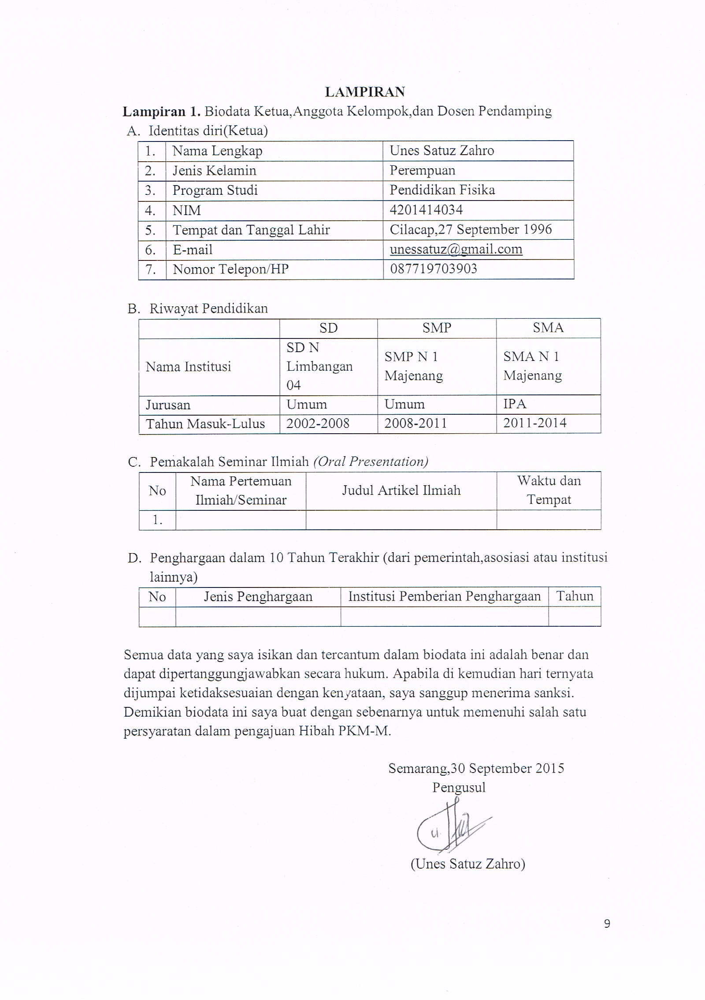 LAMPIRAN
Lampiran 1. Biodata Ketua,Anggota Kelompok,dan Dosen Pendamping
A. Identitas diri(Ketua)
1. Nama Lengkap Unes Satuz Zahro
2. Jenis Kelamin Perempuan
3. Program Studi Pendidikan Fisika
4. NIM 4201414034
5. Tempat dan Tanggal Lahir Cilacap,27 September 1996
6. E-mail unessatuz@gmail.com
7. Nomor Telepon/HP 087719703903
B. Riwayat Pendidikan
SD SMP SMA
Nama Institusi
SD N
Limbangan
04
SMP N 1
Majenang
SMA N 1
Majenang
Jurusan Umum Umum IPA
Tahun Masuk-Lulus 2002-2008 2008-2011 2011-2014
C. Pemakalah Seminar Ilmiah (Oral Presentation)
No
Nama Pertemuan
Ilmiah/Seminar
Judul Artikel Ilmiah
Waktu dan
Tempat
1.
D. Penghargaan dalam 10 Tahun Terakhir (dari pemerintah,asosiasi atau institusi
lainnya)
No Jenis Penghargaan Institusi Pemberian Penghargaan Tahun
Semua data yang saya isikan dan tercantum dalam biodata ini adalah benar dan
dapat dipertanggungjawabkan secara hukum. Apabila di kemudian hari ternyata
dijumpai ketidaksesuaian dengan kenyataan, saya sanggup menerima sanksi.
Demikian biodata ini saya buat dengan sebenarnya untuk memenuhi salah satu
persyaratan dalam pengajuan Hibah PKM-M.
Semarang,30 September 2015
Pengusul
(Unes Satuz Zahro)
9